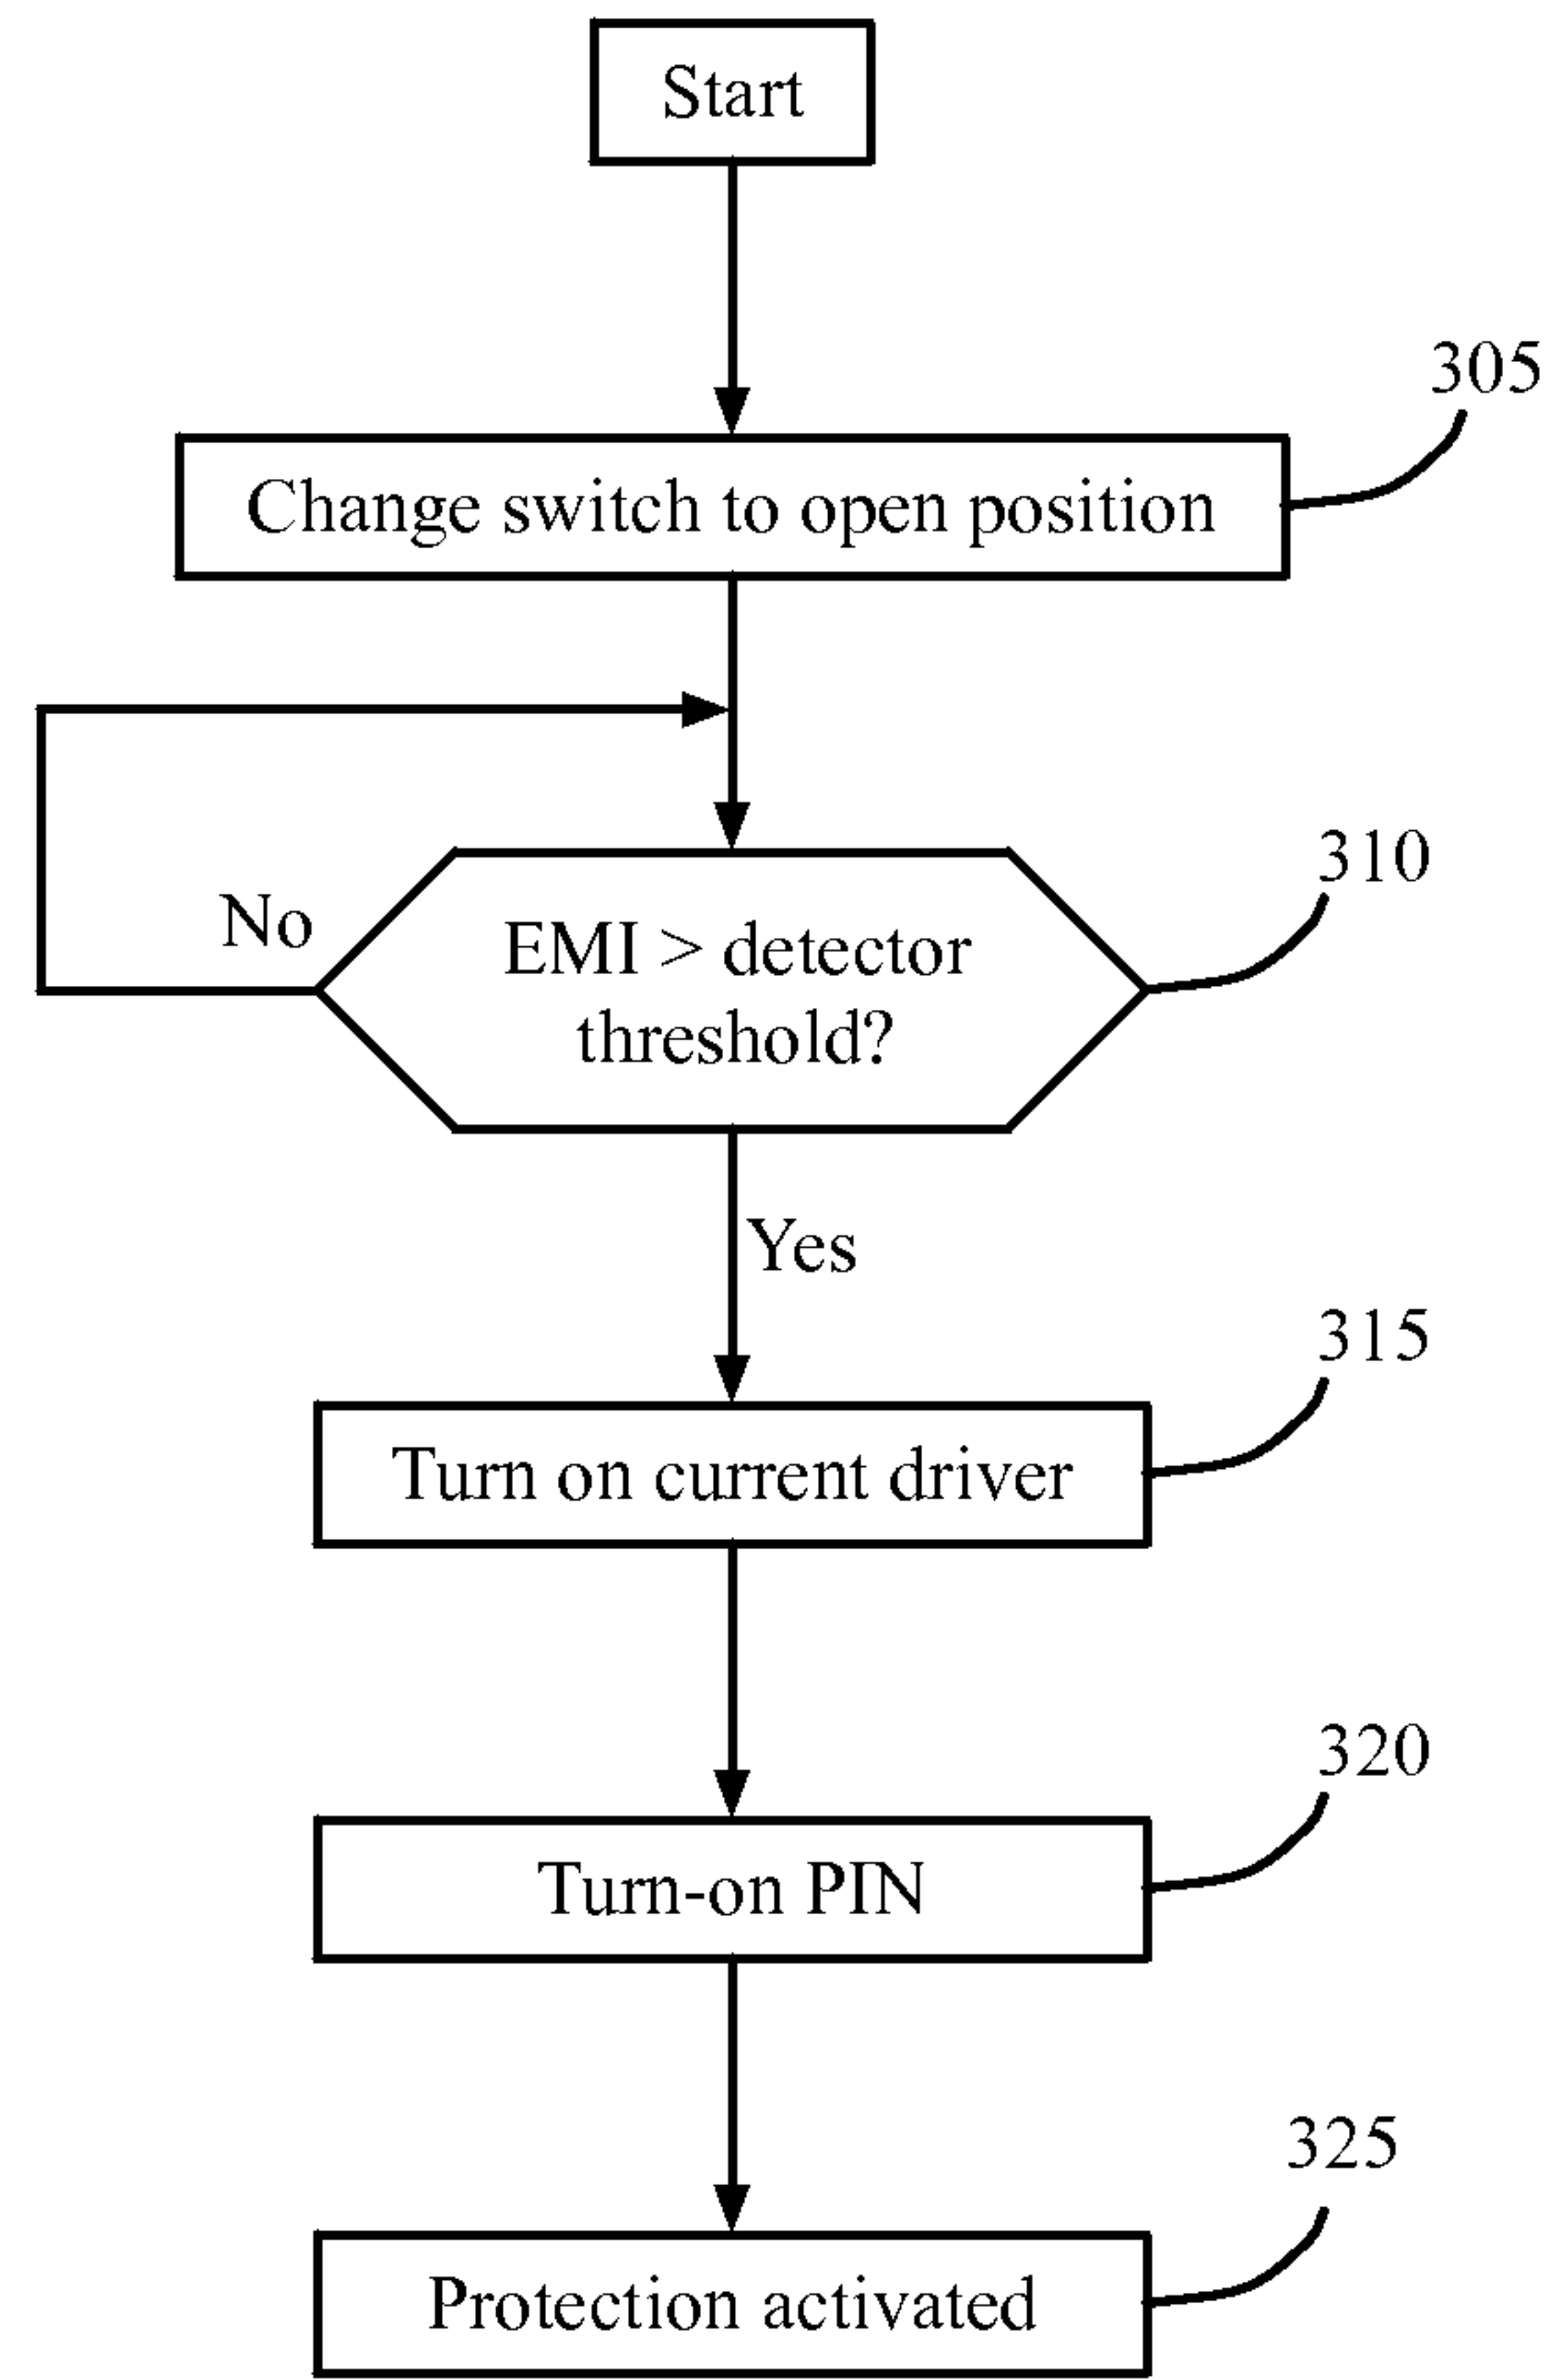 Start
305
Change switch to open position
310
No
EMI > detector
threshold?
Yes
315
Turn on current driver
320
Turn-on PIN
325
Protection activated